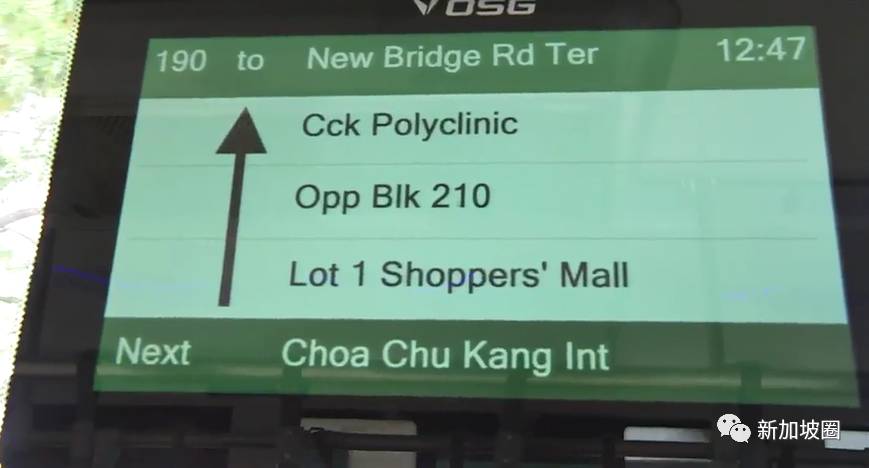 OSG
190 to New Bridge Rd Ter 12:47
Cck Polyclinic
Opp Blk 210
Lot 1 Shoppers' Mall
Next Choa Chu Kang Int
新加坡圈